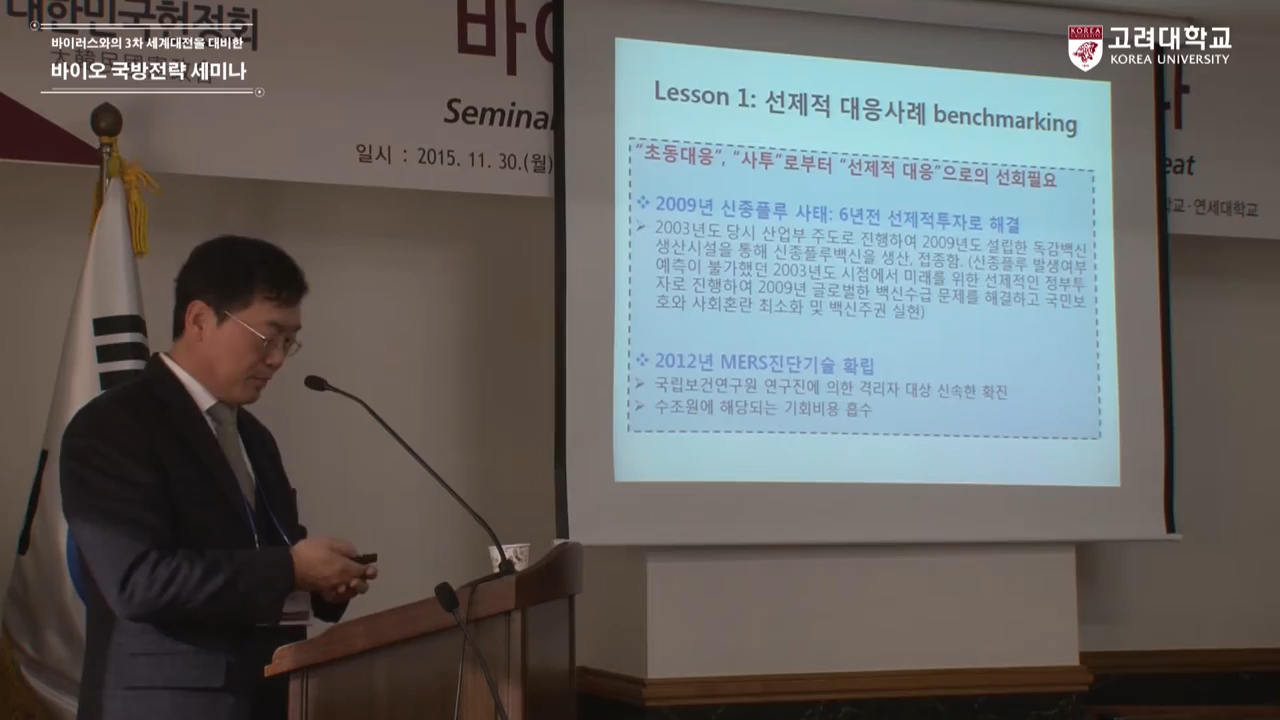 대한민국헌정회
바이러스와의 3차 세계대전을 대비한
바이오 국방전략 세미나
KOREA
고려대학교
KOREA UNIVERSITY
바
Semina
일시 : 2015. 11. 30.(월)
eat
학교·연세대학교
Lesson 1: 선제적 대응사례 benchmarking
“초동대응”, “사투”로부터 “선제적 대응”으로의 선회필요
❖ 2009년 신종플루 사태: 6년전 선제적투자로 해결
➢ 2003년도 당시 산업부 주도로 진행하여 2009년도 설립한 독감백신
생산시설을 통해 신종플루백신을 생산, 접종함. (신종플루 발생여부
예측이 불가했던 2003년도 시점에서 미래를 위한 선제적인 정부투
자로 진행하여 2009년 글로벌한 백신수급 문제를 해결하고 국민보
호와 사회혼란 최소화 및 백신주권 실현)
❖ 2012년 MERS진단기술 확립
➢ 국립보건연구원 연구진에 의한 격리자 대상 신속한 확진
➢ 수조원에 해당되는 기회비용 흡수